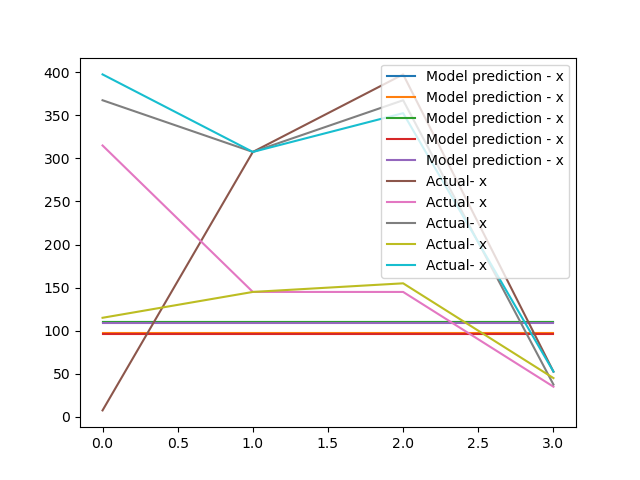 400
350
300
250
200
150
100
50
0
0.0 0.5 1.0 1.5 2.0 2.5 3.0
Model prediction - x
Model prediction - x
Model prediction - x
Model prediction - x
Model prediction - x
Actual- x
Actual- x
Actual- x
Actual- x
Actual- x